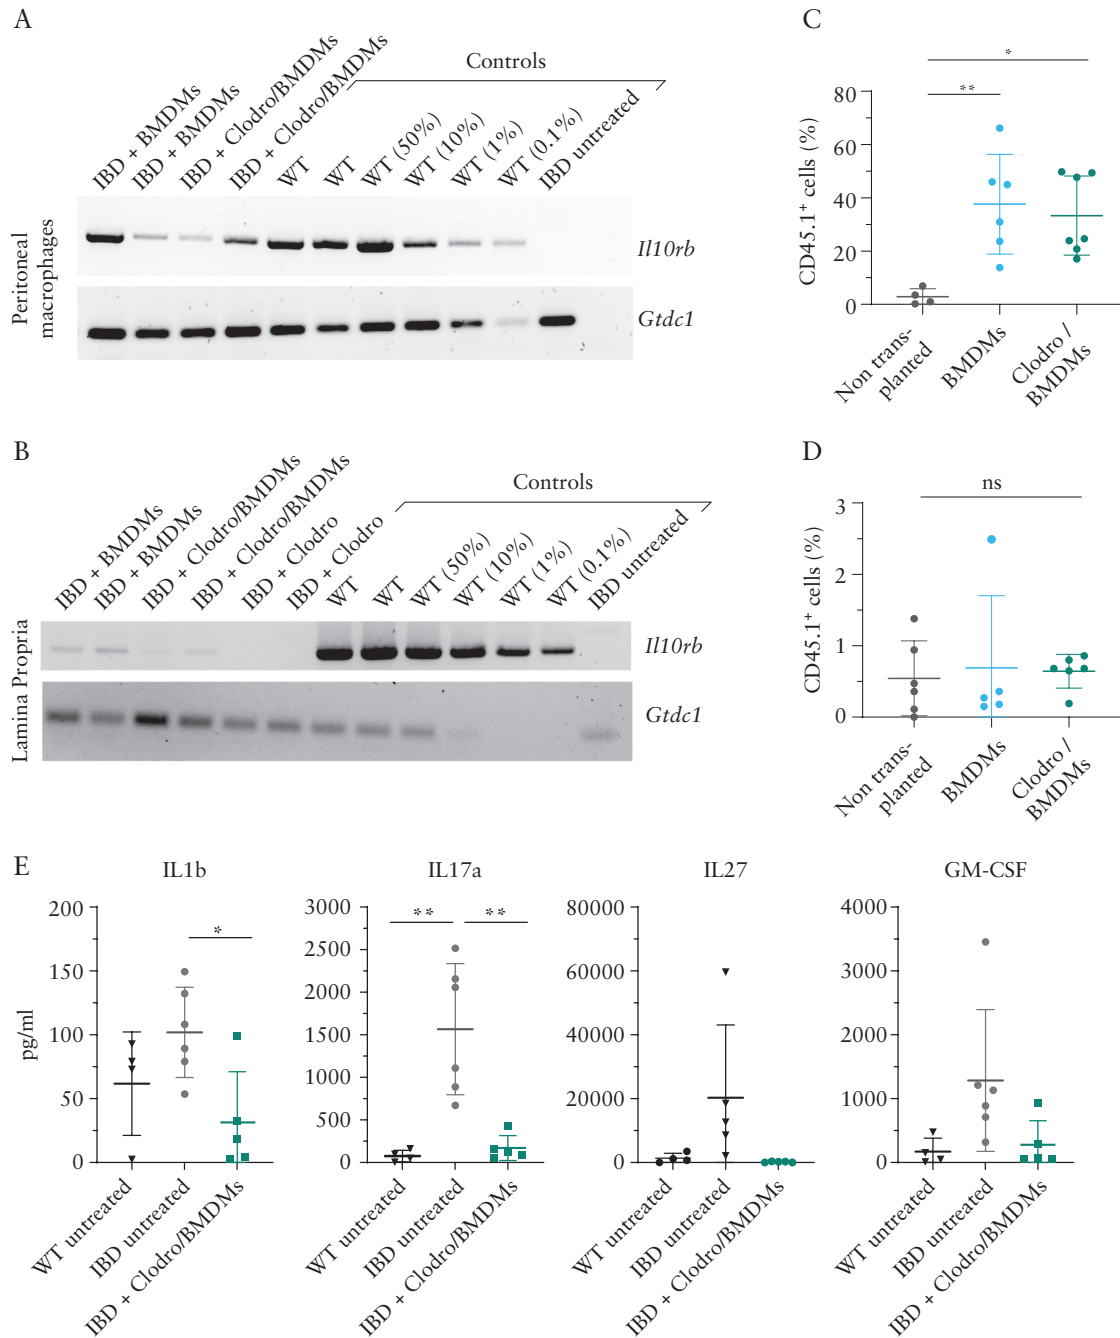 A
IBD + BMDMs
IBD + BMDMs
IBD + Clodro/BMDMs
IBD + Clodro/BMDMs
Controls
WT
WT
WT (50%)
WT (10%)
WT (1%)
WT (0.1%)
IBD untreated
Peritoneal
macrophages
Il10rb
Gtdc1
C
*
**
CD45.1+ cells (%)
80
60
40
20
0
Non trans-
planted
BMDMs
Clodro /
BMDMs
B
IBD + BMDMs
IBD + BMDMs
IBD + Clodro/BMDMs
IBD + Clodro/BMDMs
IBD + Clodro
IBD + Clodro
Controls
WT
WT
WT (50%)
WT (10%)
WT (1%)
WT (0.1%)
IBD untreated
Lamina Propria
Il10rb
Gtdc1
D
ns
CD45.1+ cells (%)
3
2
1
0
Non trans-
planted
BMDMs
Clodro /
BMDMs
E
IL1b
pg/ml
200
150
100
50
0
*
WT untreated
IBD untreated
IBD + Clodro/BMDMs
IL17a
3000
2500
2000
1500
1000
500
0
**
**
WT untreated
IBD untreated
IBD + Clodro/BMDMs
IL27
80000
60000
40000
20000
0
WT untreated
IBD untreated
IBD + Clodro/BMDMs
GM-CSF
4000
3000
2000
1000
0
WT untreated
IBD untreated
IBD + Clodro/BMDMs